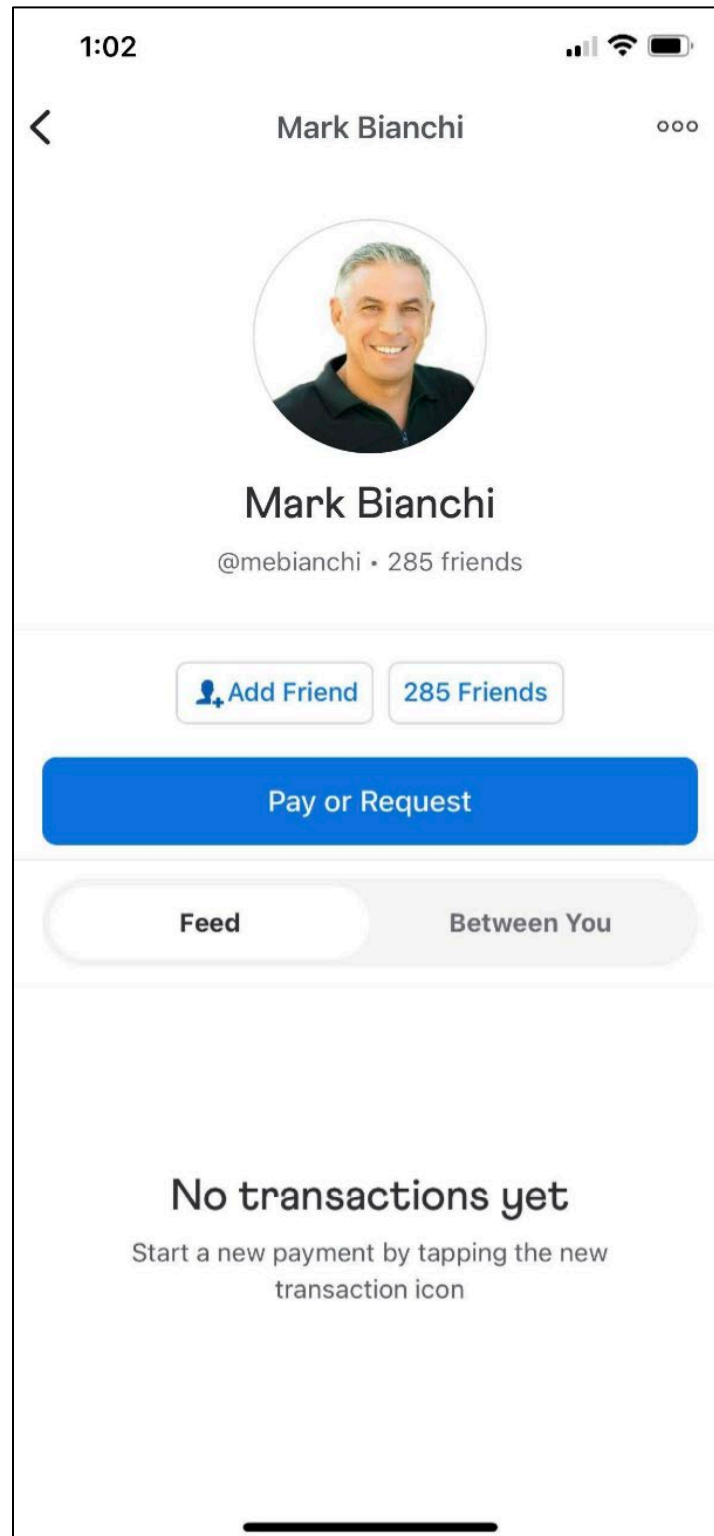 1:02
Mark Bianchi
Mark Bianchi
@mebianchi • 285 friends
Add Friend 285 Friends
Pay or Request
Feed Between You
No transactions yet
Start a new payment by tapping the new
transaction icon